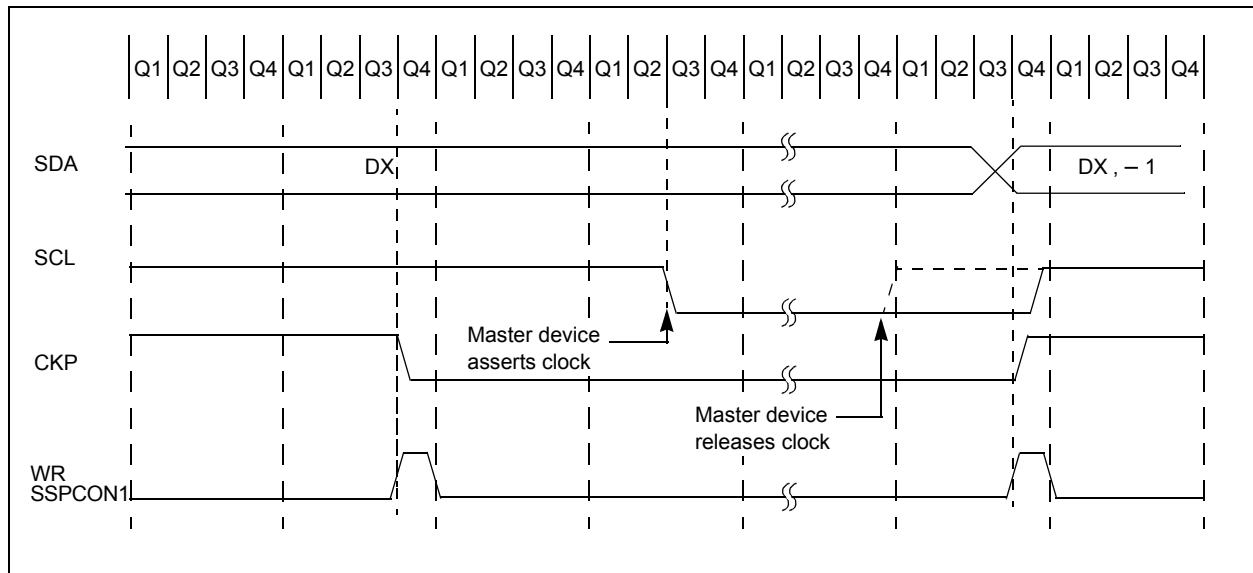 Q1 Q2 Q3 Q4 Q1 Q2 Q3 Q4 Q1 Q2 Q3 Q4 Q1 Q2 Q3 Q4 Q1 Q2 Q3 Q4 Q1 Q2 Q3 Q4 Q1 Q2 Q3 Q4
SDA
DX
DX , – 1
SCL
Master device
asserts clock
CKP
Master device
releases clock
WR
SSPCON1